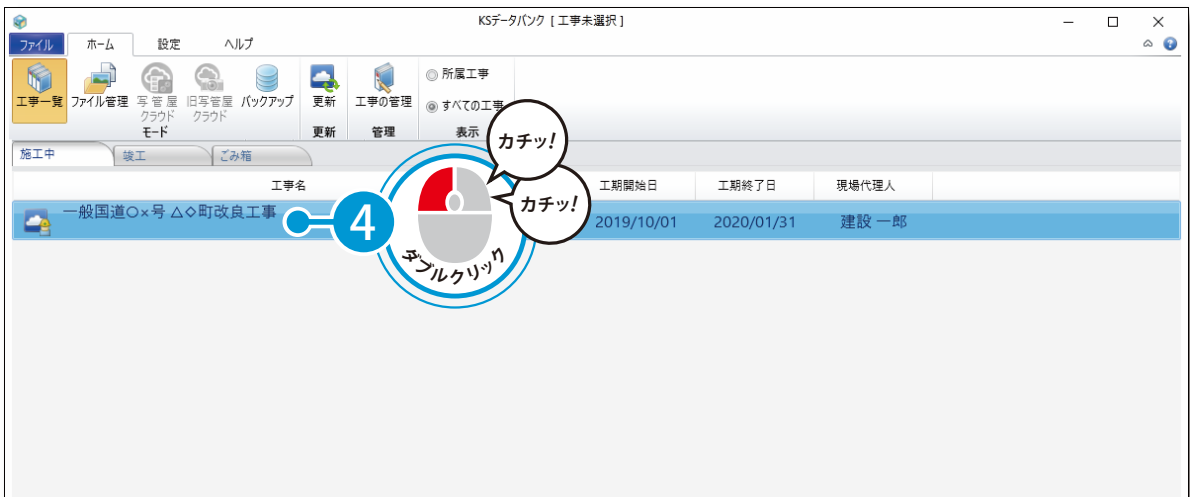 KSデータバンク [ 工事未選択 ]
ファイル ホーム 設定 ヘルプ
工事一覧 ファイル管理 写管屋クラウド 旧写管屋クラウド バックアップ 更新 工事の管理 所属工事
すべての工事
モード 更新 管理 表示
カチッ!
施工中 竣工 ごみ箱
工事名 工期開始日 工期終了日 現場代理人
カチッ!
一般国道○×号 △◇町改良工事 4 2019/10/01 2020/01/31 建設 一郎
ダブルクリック